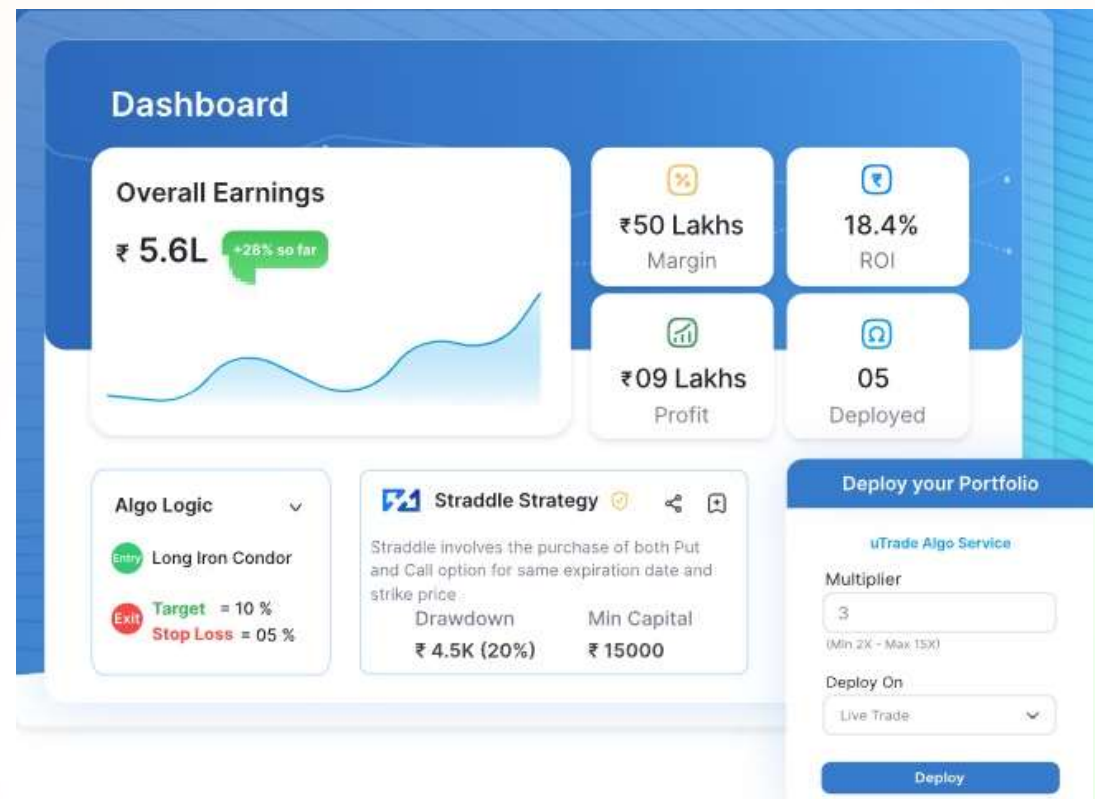 Dashboard
Overall Earnings
₹ 5.6L +28% so far
₹50 Lakhs
Margin
18.4%
ROI
₹09 Lakhs
Profit
05
Deployed
Algo Logic
Entry Long Iron Condor
Exit Target = 10 %
Stop Loss = 05 %
Straddle Strategy
Straddle involves the purchase of both Put
and Call option for same expiration date and
strike price
Drawdown Min Capital
₹ 4.5K (20%) ₹ 15000
Deploy your Portfolio
uTrade Algo Service
Multiplier
3
(Min 2X - Max 15X)
Deploy On
Live Trade
Deploy